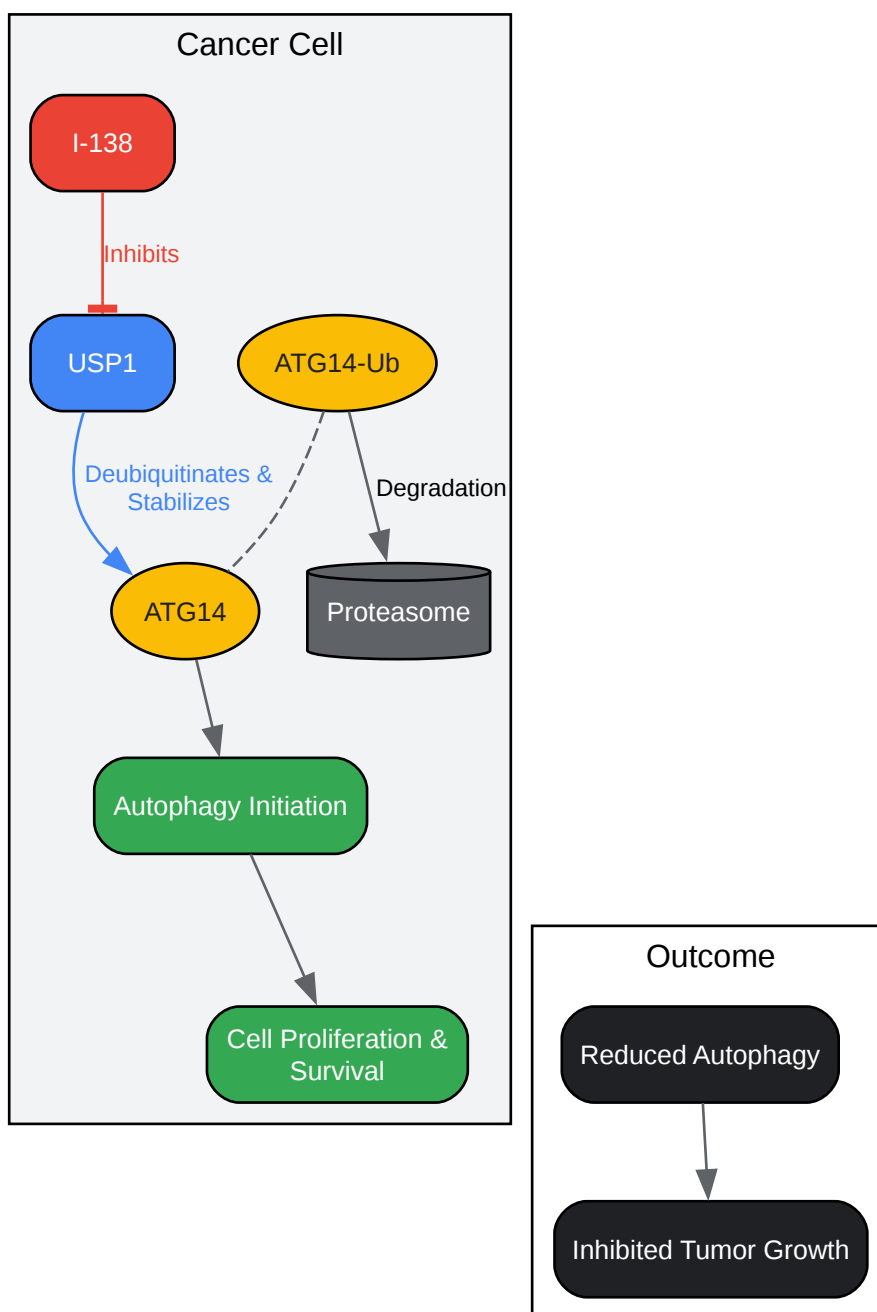 Cancer Cell
I-138
Inhibits
USP1
ATG14-Ub
Deubiquitinates &
Stabilizes
Degradation
ATG14
Proteasome
Autophagy Initiation
Cell Proliferation &
Survival
Outcome
Reduced Autophagy
Inhibited Tumor Growth